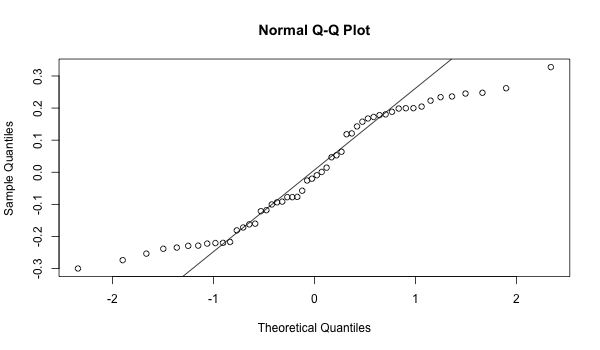 Normal Q-Q Plot
Sample Quantiles
0.3
0.2
0.1
0.0
-0.1
-0.2
-0.3
-2 -1 0 1 2
Theoretical Quantiles